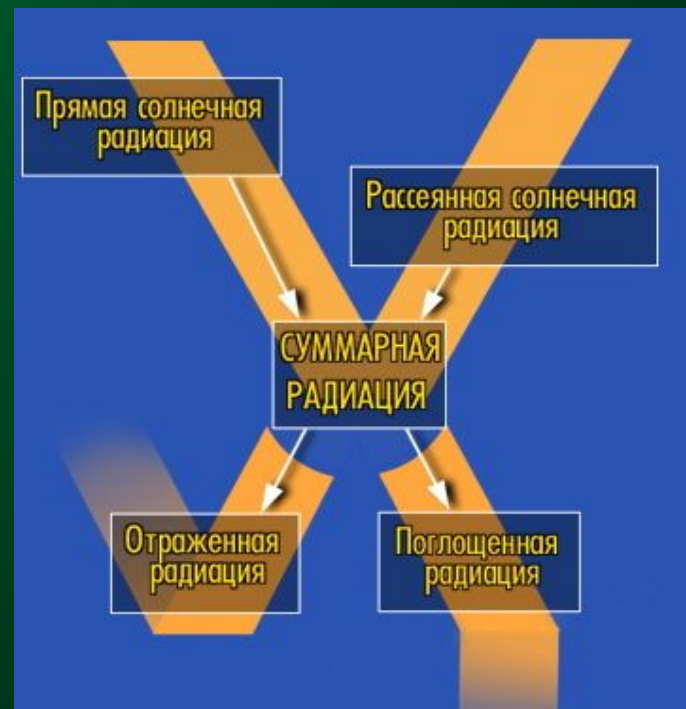 Прямая солнечная
радиация
Рассеянная солнечная
радиация
СУММАРНАЯ
РАДИАЦИЯ
Отраженная
радиация
Поглощенная
радиация